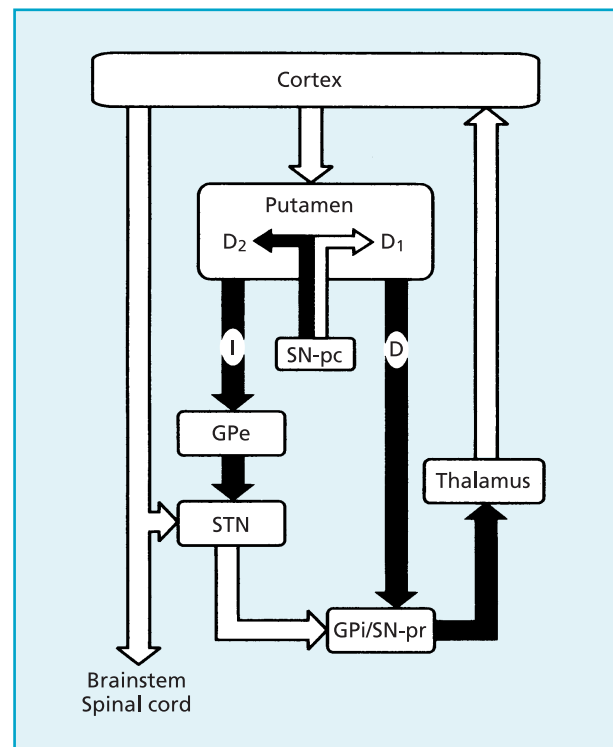 Cortex
Putamen
D₂ D₁
I
SN-pc
D
GPe
Thalamus
STN
GPi/SN-pr
Brainstem
Spinal cord